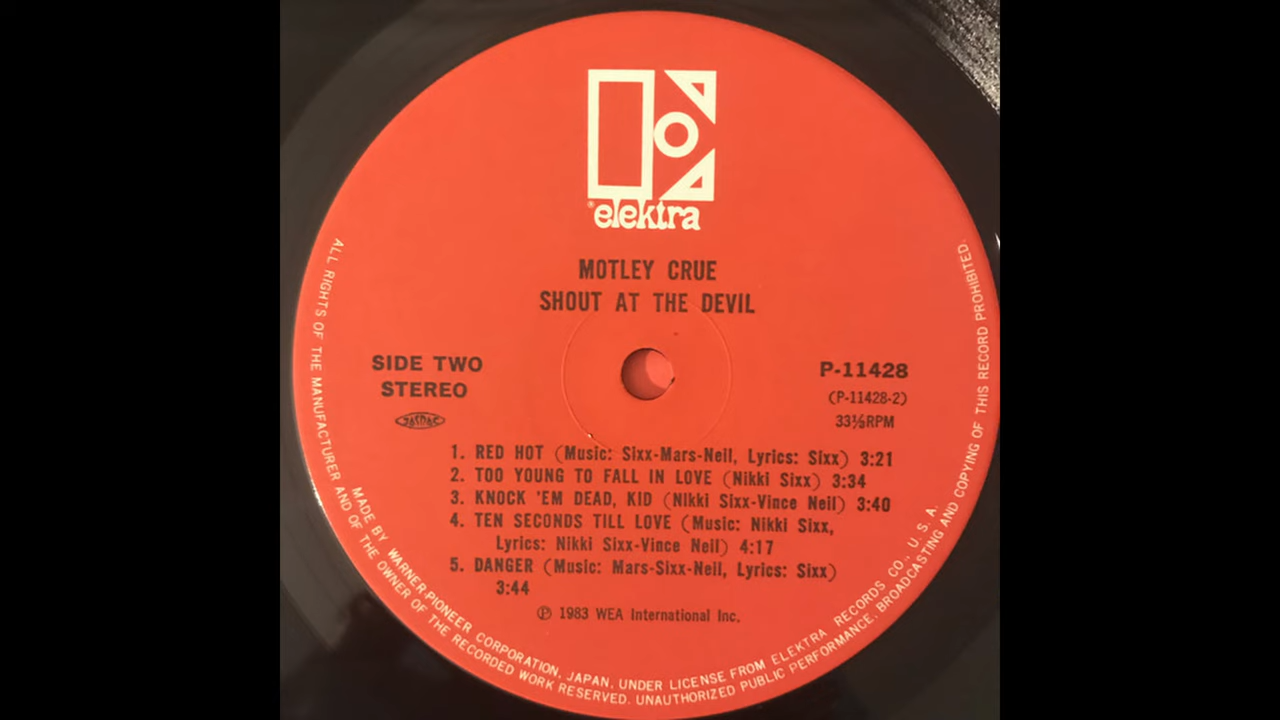 ® elektra
MOTLEY CRUE
SHOUT AT THE DEVIL
SIDE TWO
STEREO
JASRAC
P-11428
(P-11428-2)
33⅓RPM
1. RED HOT (Music: Sixx-Mars-Neil, Lyrics: Sixx) 3:21
2. TOO YOUNG TO FALL IN LOVE (Nikki Sixx) 3:34
3. KNOCK 'EM DEAD, KID (Nikki Sixx-Vince Neil) 3:40
4. TEN SECONDS TILL LOVE (Music: Nikki Sixx,
Lyrics: Nikki Sixx-Vince Neil) 4:17
5. DANGER (Music: Mars-Sixx-Neil, Lyrics: Sixx)
3:44
℗ 1983 WEA International Inc.
MADE BY WARNER-PIONEER CORPORATION, JAPAN, UNDER LICENSE FROM ELEKTRA RECORDS CO., U. S. A.
ALL RIGHTS OF THE MANUFACTURER AND OF THE OWNER OF THE RECORDED WORK RESERVED. UNAUTHORIZED PUBLIC PERFORMANCE, BROADCASTING AND COPYING OF THIS RECORD PROHIBITED.